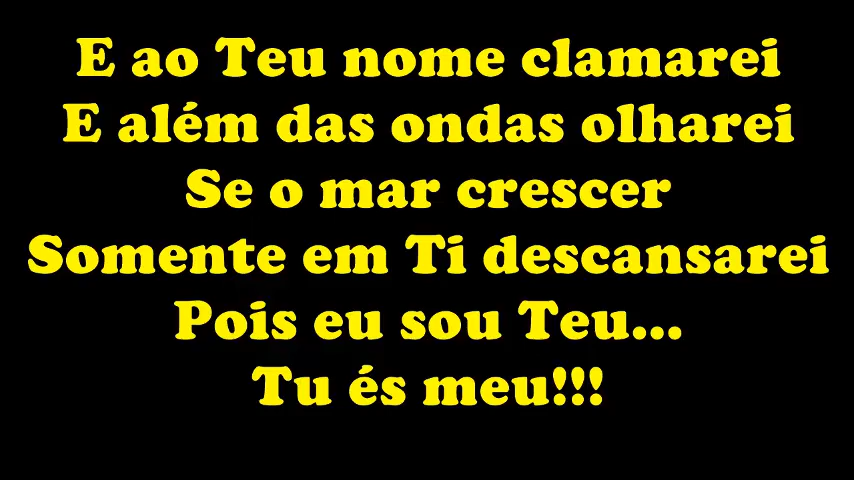 E ao Teu nome clamarei
E além das ondas olharei
Se o mar crescer
Somente em Ti descansarei
Pois eu sou Teu...
Tu és meu!!!